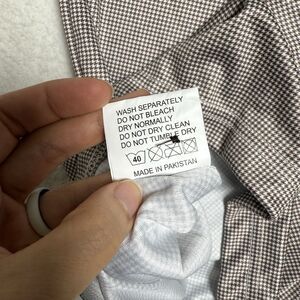 WASH SEPARATELY
DO NOT BLEACH
DRY NORMALLY
DO NOT DRY CLEAN
DO NOT TUMBLE DRY
40
MADE IN PAKISTAN